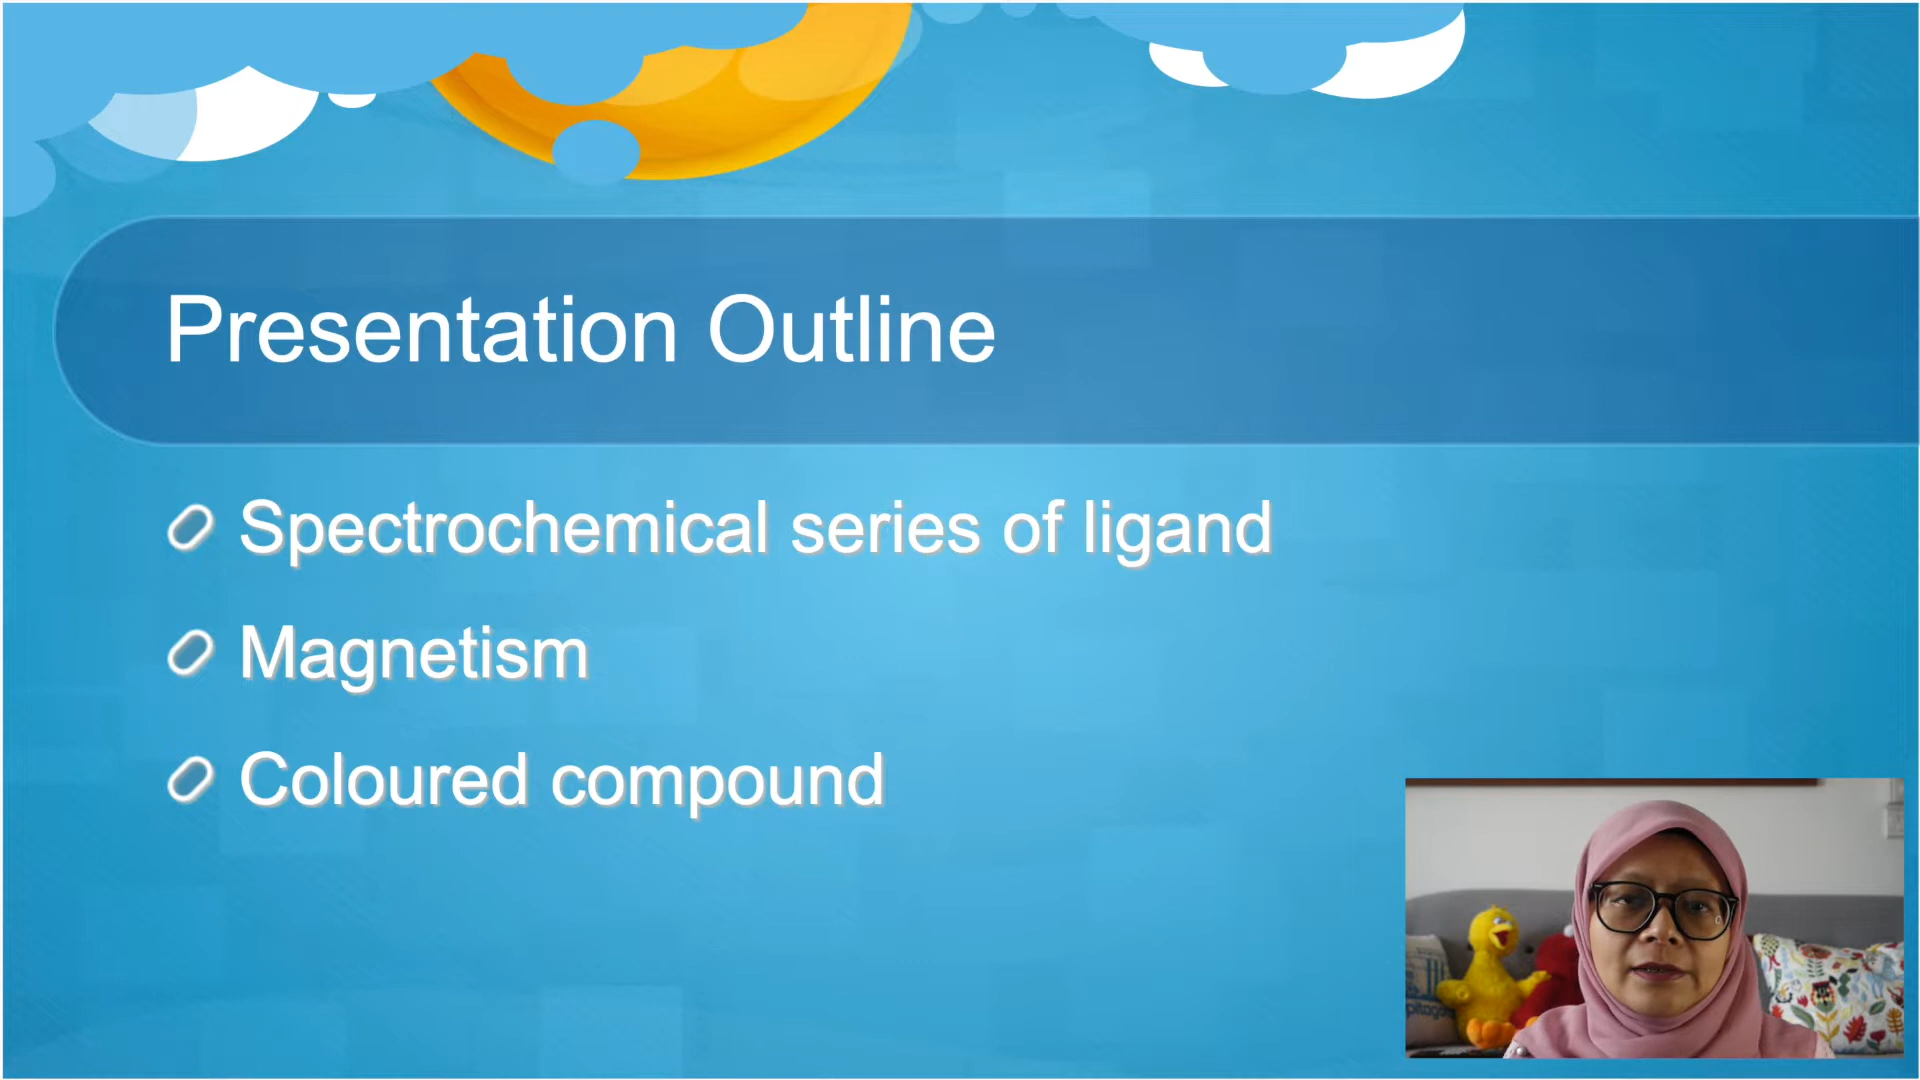 Presentation Outline
Spectrochemical series of ligand
Magnetism
Coloured compound